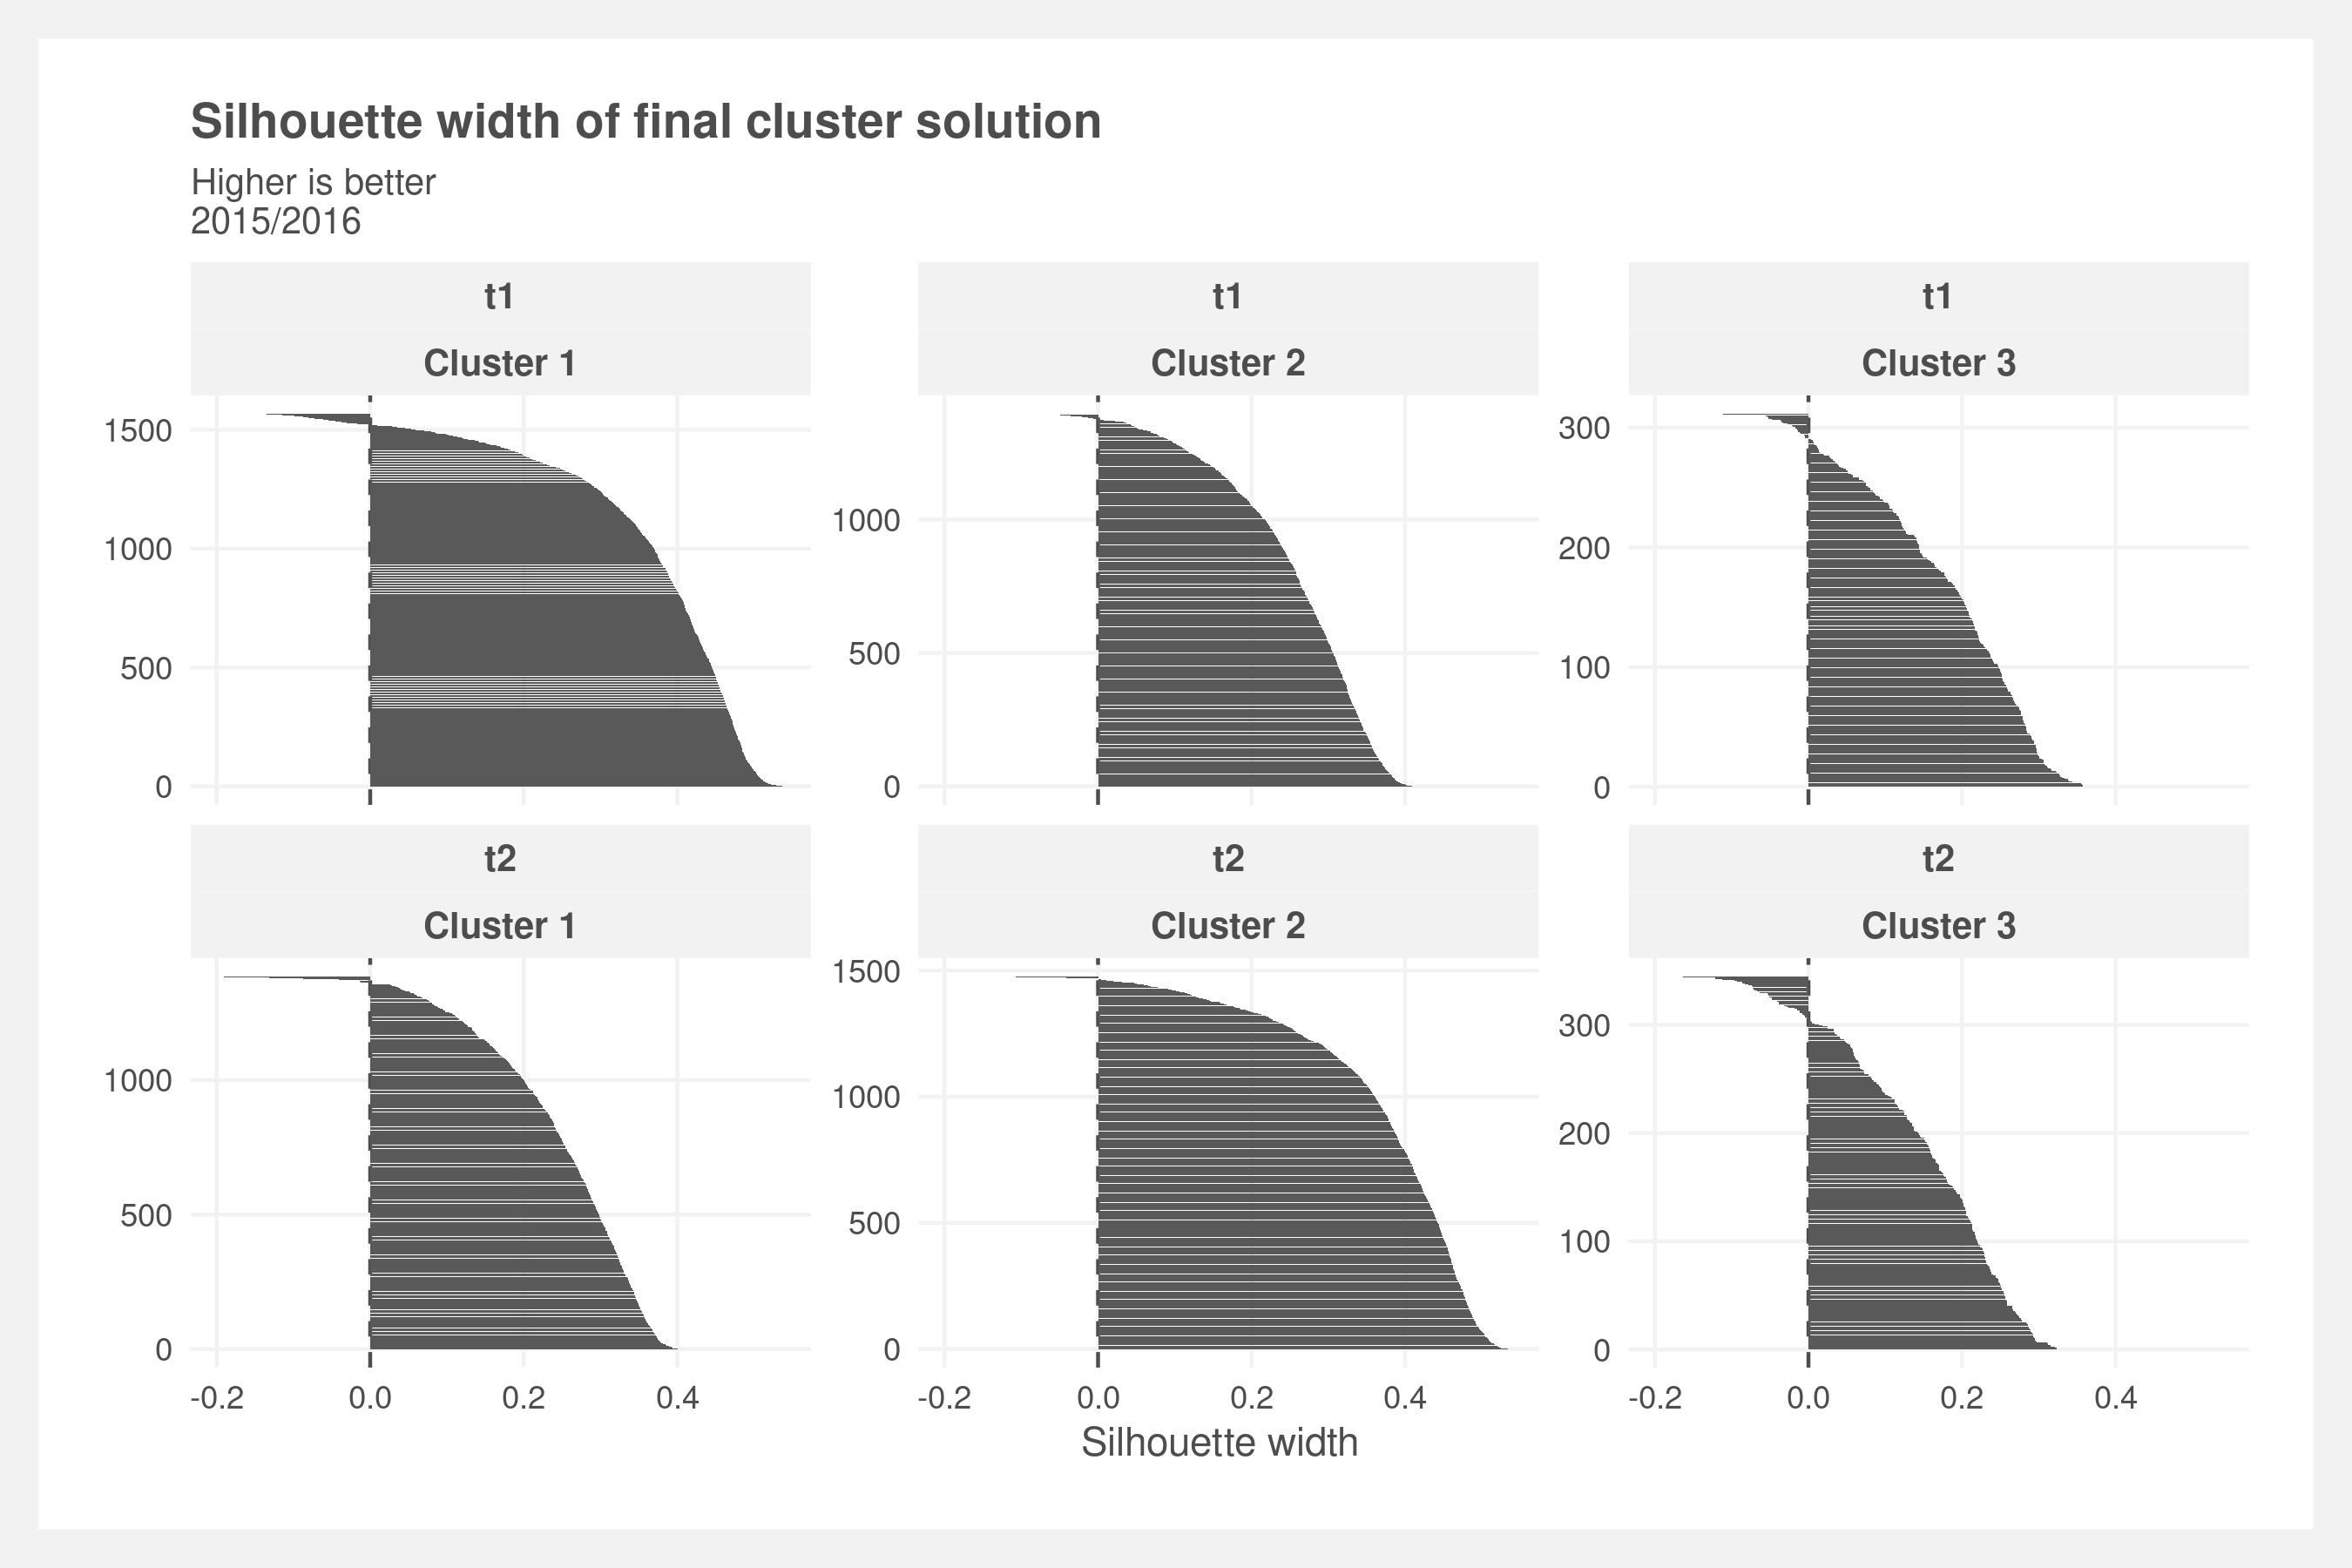 Silhouette width of final cluster solution
Higher is better
2015/2016
t1
Cluster 1
t1
Cluster 2
t1
Cluster 3
1500
1000
500
0
1000
500
0
300
200
100
0
t2
Cluster 1
t2
Cluster 2
t2
Cluster 3
1000
500
0
1500
1000
500
0
300
200
100
0
-0.2 0.0 0.2 0.4
-0.2 0.0 0.2 0.4
-0.2 0.0 0.2 0.4
Silhouette width